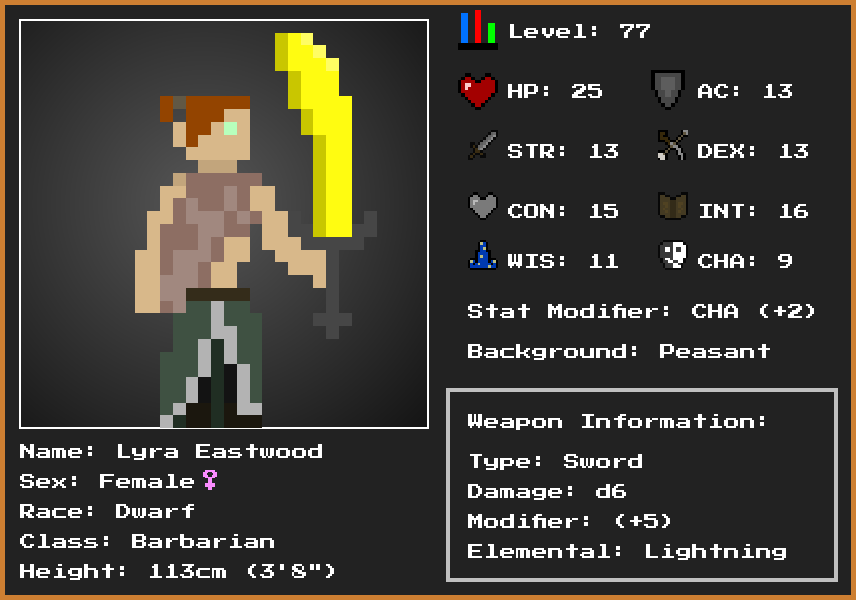 Level: 77
HP: 25 AC: 13
STR: 13 DEX: 13
CON: 15 INT: 16
WIS: 11 CHA: 9
Stat Modifier: CHA (+2)
Background: Peasant
Weapon Information:
Type: Sword
Damage: d6
Modifier: (+5)
Elemental: Lightning
Name: Lyra Eastwood
Sex: Female♀
Race: Dwarf
Class: Barbarian
Height: 113cm (3'8")